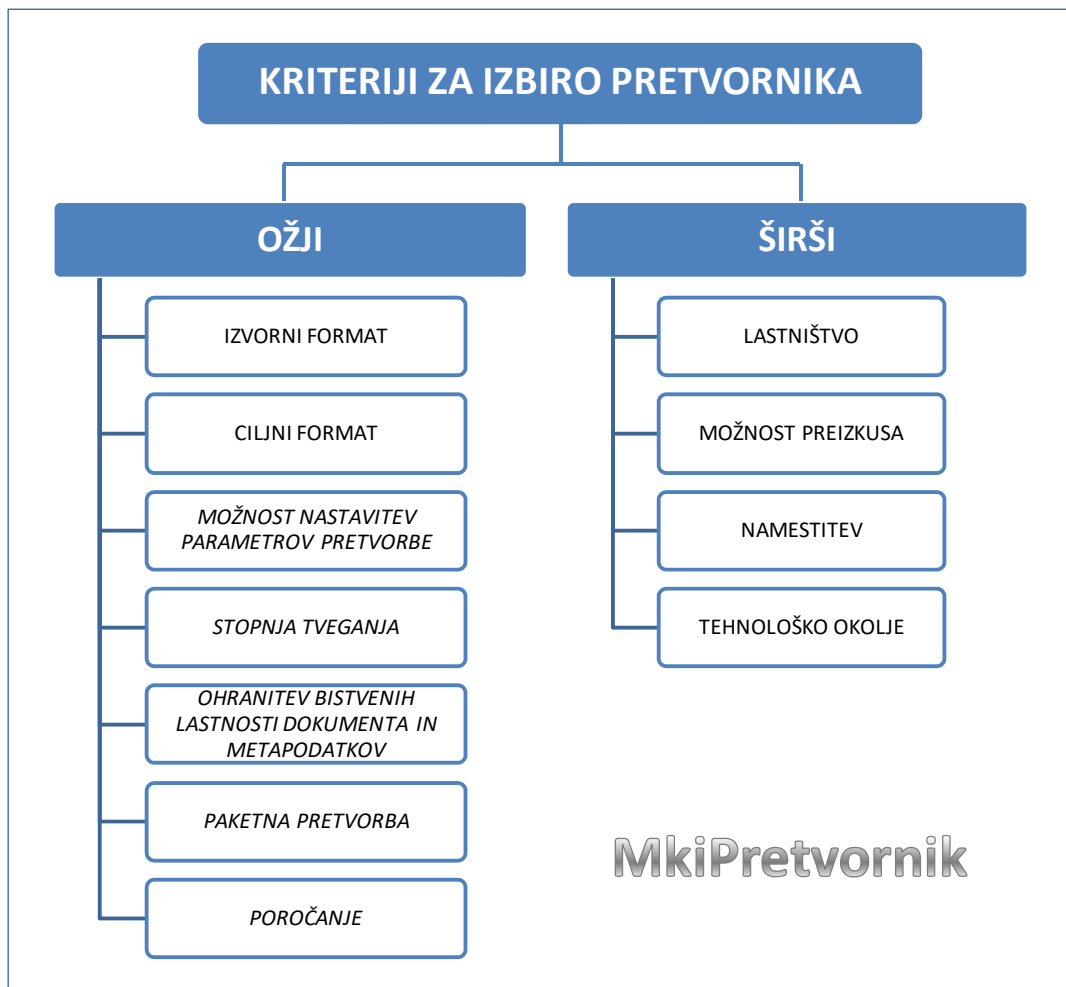 KRITERIJI ZA IZBIRO PRETVORNIKA
OŽJI
IZVORNI FORMAT
CILJNI FORMAT
MOŽNOST NASTAVITEV
PARAMETROV PRETVORBE
STOPNJA TVEGANJA
OHRANITEV BISTVENIH
LASTNOSTI DOKUMENTA IN
METAPODATKOV
PAKETNA PRETVORBA
POROČANJE
ŠIRŠI
LASTNIŠTVO
MOŽNOST PREIZKUSA
NAMESTITEV
TEHNOLOŠKO OKOLJE
MkiPretvornik